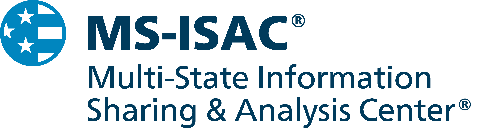 MS-ISAC®
Multi-State Information
Sharing & Analysis Center®